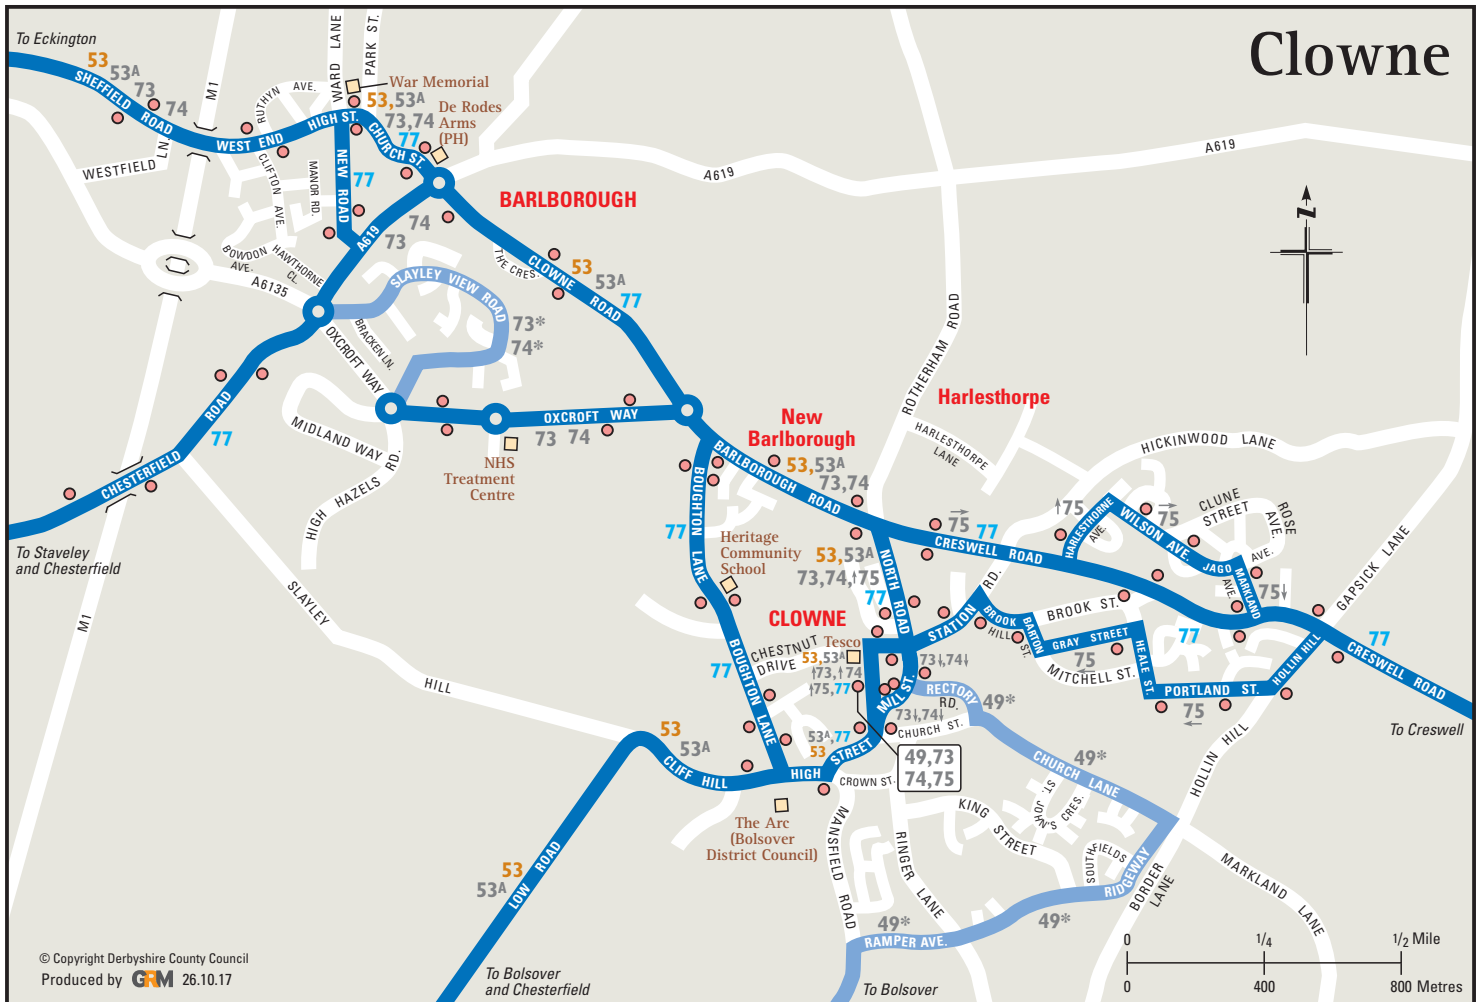 Clowne
To Eckington
53
53A
73
74
SHEFFIELD ROAD
M1
WARD LANE
PARK ST.
War Memorial
RUTHYN AVE.
53,53A
73,74
77
De Rodes
Arms
(PH)
HIGH ST.
CHURCH ST.
WEST END
WESTFIELD LN
NEW ROAD
77
CLIFTON AVE.
MANOR RD.
A619
A619
BARLBOROUGH
74
73
A619
BOWDON
AVE.
HAWTHORNE
CL.
A6135
THE CRES.
CLOWNE ROAD
53
53A
77
SLAYLEY VIEW ROAD
73*
74*
BRACKEN LN.
OXCROFT WAY
ROTHERHAM ROAD
CHESTERFIELD ROAD
77
MIDLAND WAY
HIGH HAZELS RD.
OXCROFT WAY
73 74
NHS
Treatment
Centre
New
Barlborough
Harlesthorpe
HARLESTHORPE
LANE
HICKINWOOD LANE
BARLBOROUGH ROAD
53,53A
73,74
To Staveley
and Chesterfield
BOUGHTON LANE
77
Heritage
Community
School
53,53A
73,74,↑75
77
NORTH ROAD
→
75
77
CRESWELL ROAD
↑75
HARLESTHORNE
AVE.
WILSON AVE.
→
75
CLUNE
STREET
ROSE
AVE.
JAGO
AVE.
MARKLAND
AVE.
75↓
GAPSICK LANE
M1
SLAYLEY
HILL
CLOWNE
CHESTNUT
DRIVE
Tesco
53,53A
↑73,↑74
↑75,77
STATION
RD.
BROOK
HILL
BARTON
ST.
BROOK ST.
GRAY STREET
75
←
MITCHELL ST.
HEALE ST.
PORTLAND ST.
75
←
HOLLIN HILL
77
77
CRESWELL ROAD
To Creswell
BOUGHTON LANE
77
73↓,74↓
MILL ST.
RECTORY
RD.
49*
73↓,74↓
CHURCH ST.
53A,77
53
49,73
74,75
53
53A
CLIFF HILL
HIGH
STREET
CROWN ST.
CHURCH LANE
49*
HOLLIN HILL
The Arc
(Bolsover
District Council)
MANSFIELD ROAD
RINGER LANE
KING STREET
ST. JOHN'S CRES.
SOUTHFIELDS
RIDGEWAY
BORDER
LANE
MARKLAND LANE
53
53A
LOW ROAD
49*
49*
RAMPER AVE.
© Copyright Derbyshire County Council
Produced by GRM 26.10.17
To Bolsover
and Chesterfield
To Bolsover
0 1/4 1/2 Mile
0 400 800 Metres